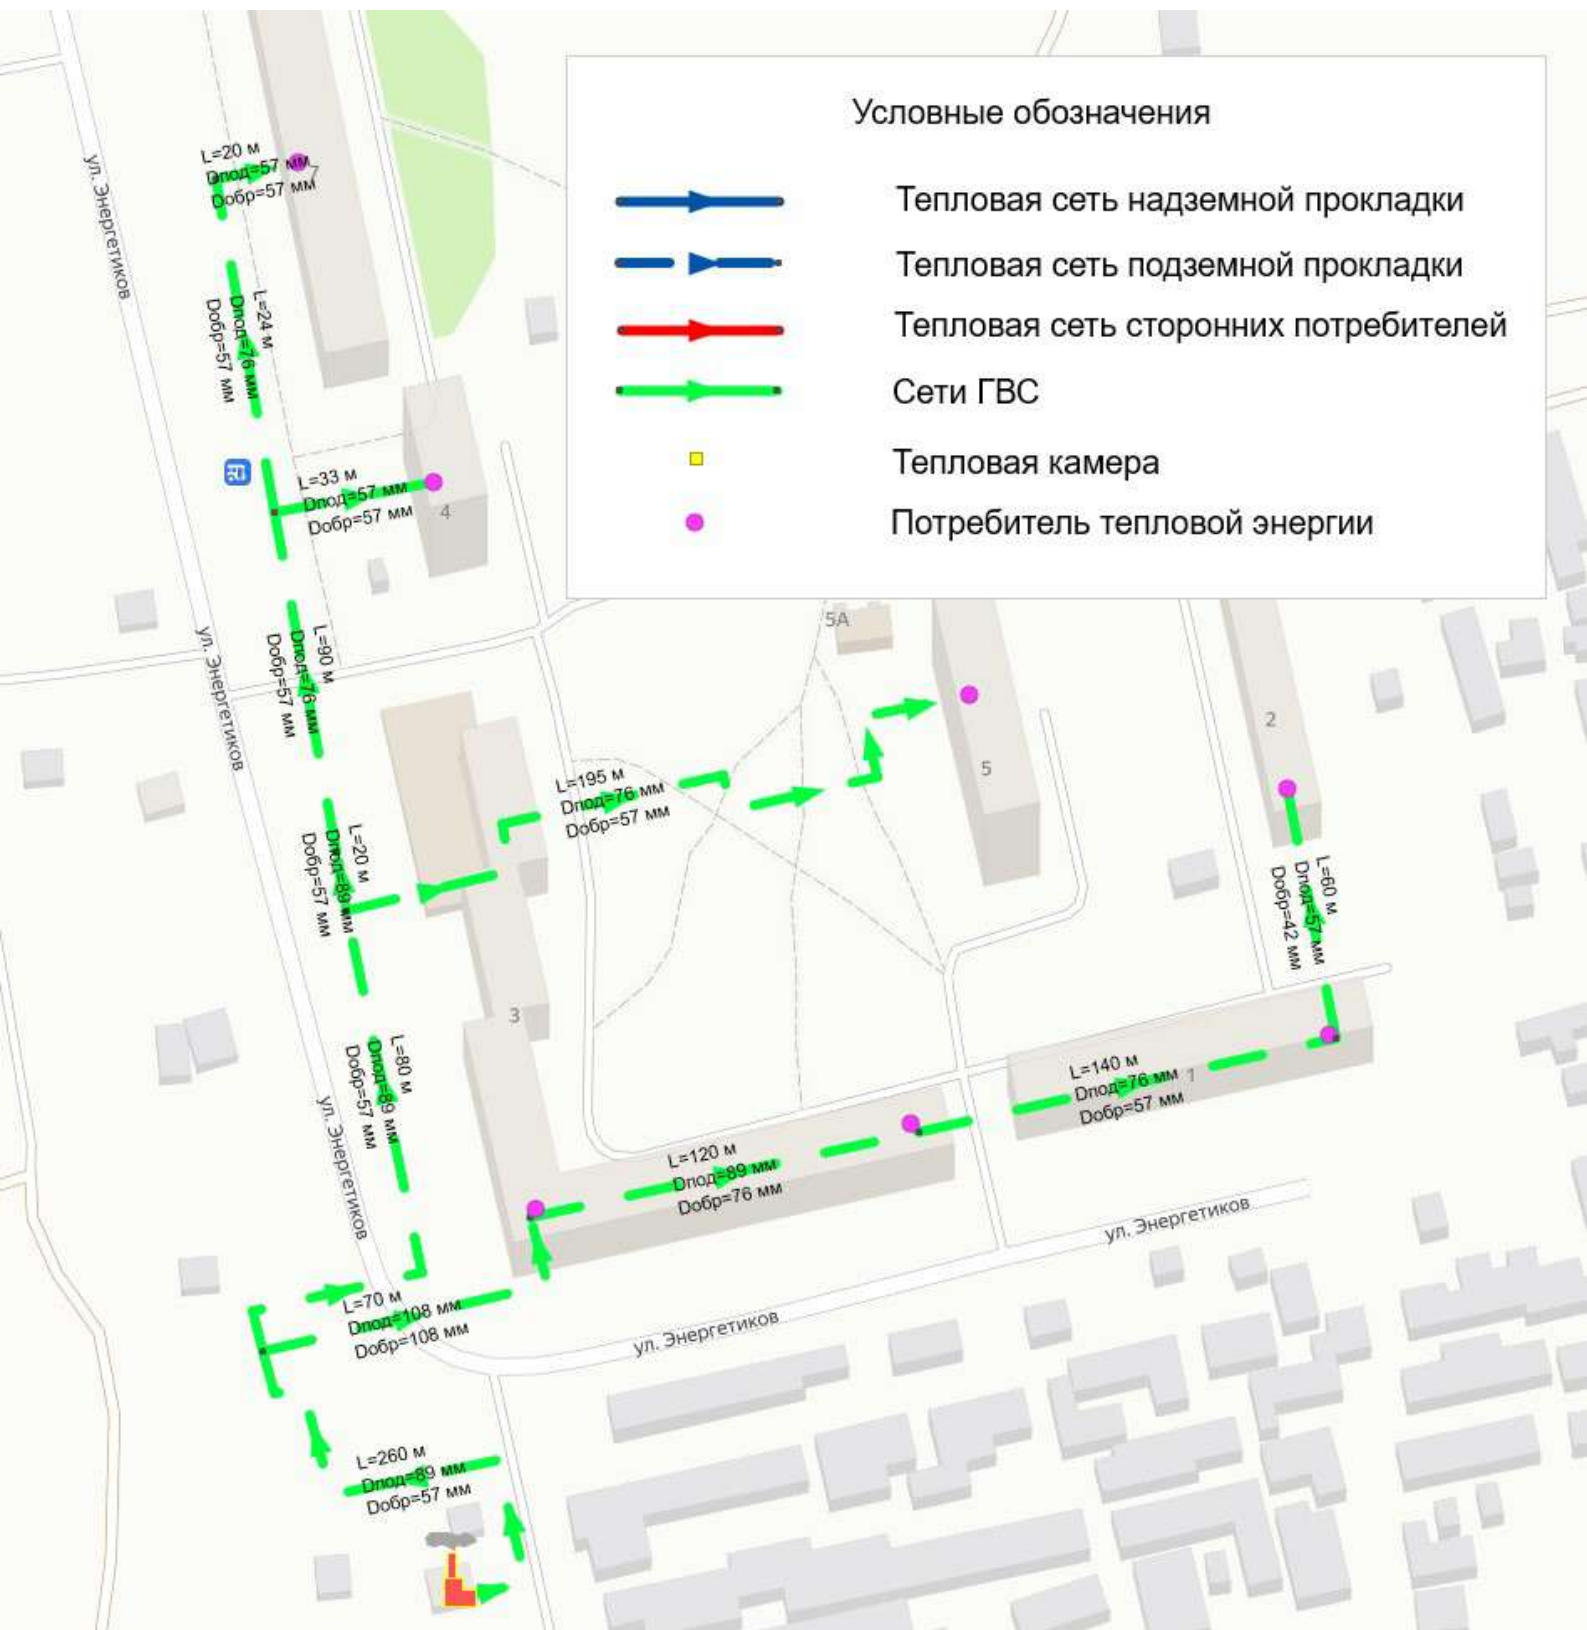 Условные обозначения
Тепловая сеть надземной прокладки
Тепловая сеть подземной прокладки
Тепловая сеть сторонних потребителей
Сети ГВС
Тепловая камера
Потребитель тепловой энергии
ул. Энергетиков
L=20 м
Dпод=57 мм
Dобр=57 мм
7
L=24 м
Dпод=76 мм
Dобр=57 мм
L=33 м
Dпод=57 мм
Dобр=57 мм
4
ул. Энергетиков
L=90 м
Dпод=76 мм
Dобр=57 мм
5А
2
5
L=195 м
Dпод=76 мм
Dобр=57 мм
L=20 м
Dпод=89 мм
Dобр=57 мм
L=60 м
Dпод=57 мм
Dобр=42 мм
3
L=80 м
Dпод=89 мм
Dобр=57 мм
L=140 м
Dпод=76 мм
Dобр=57 мм
1
ул. Энергетиков
L=120 м
Dпод=89 мм
Dобр=76 мм
ул. Энергетиков
L=70 м
Dпод=108 мм
Dобр=108 мм
ул. Энергетиков
L=260 м
Dпод=89 мм
Dобр=57 мм